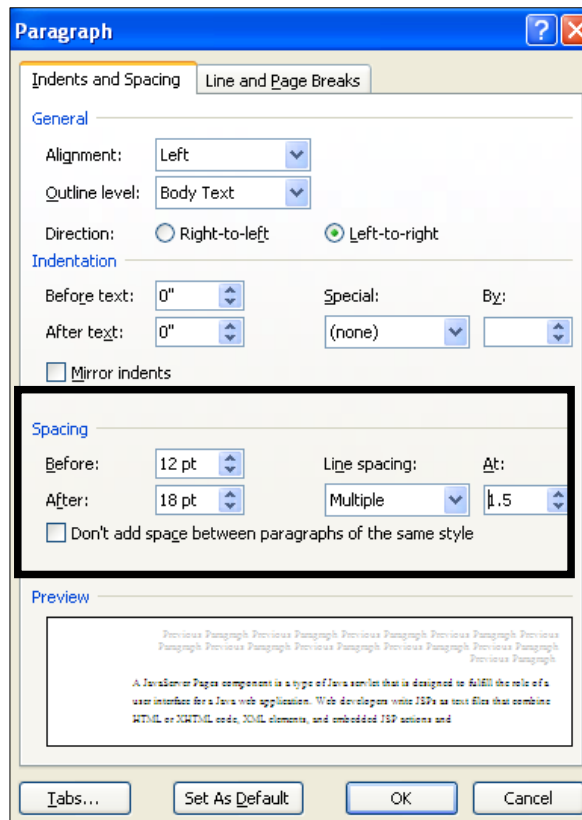 Paragraph
Indents and Spacing Line and Page Breaks
General
Alignment: Left
Outline level: Body Text
Direction: Right-to-left Left-to-right
Indentation
Before text: 0" Special: By:
After text: 0" (none)
Mirror indents
Spacing
Before: 12 pt Line spacing: At:
After: 18 pt Multiple 1.5
Don't add space between paragraphs of the same style
Preview
Previous Paragraph Previous Paragraph Previous Paragraph Previous Paragraph Previous
Paragraph Previous Paragraph Previous Paragraph Previous Paragraph Previous Paragraph
Previous Paragraph
A JavaServer Pages component is a type of Java servlet that is designed to fulfill the role of a
user interface for a Java web application. Web developers write JSPs as text files that combine
HTML or XHTML code, XML elements, and embedded JSP actions and
Tabs... Set As Default OK Cancel